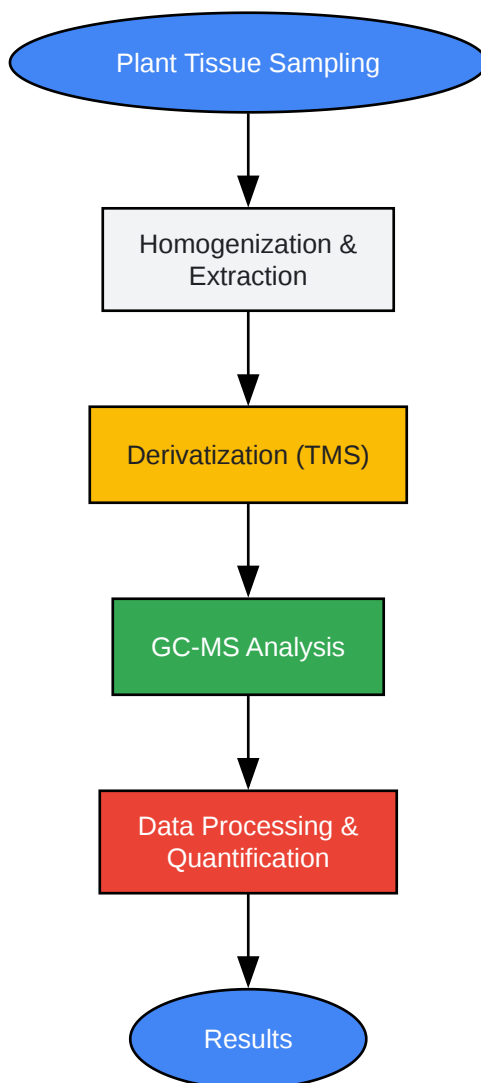 Plant Tissue Sampling
Homogenization &
Extraction
Derivatization (TMS)
GC-MS Analysis
Data Processing &
Quantification
Results